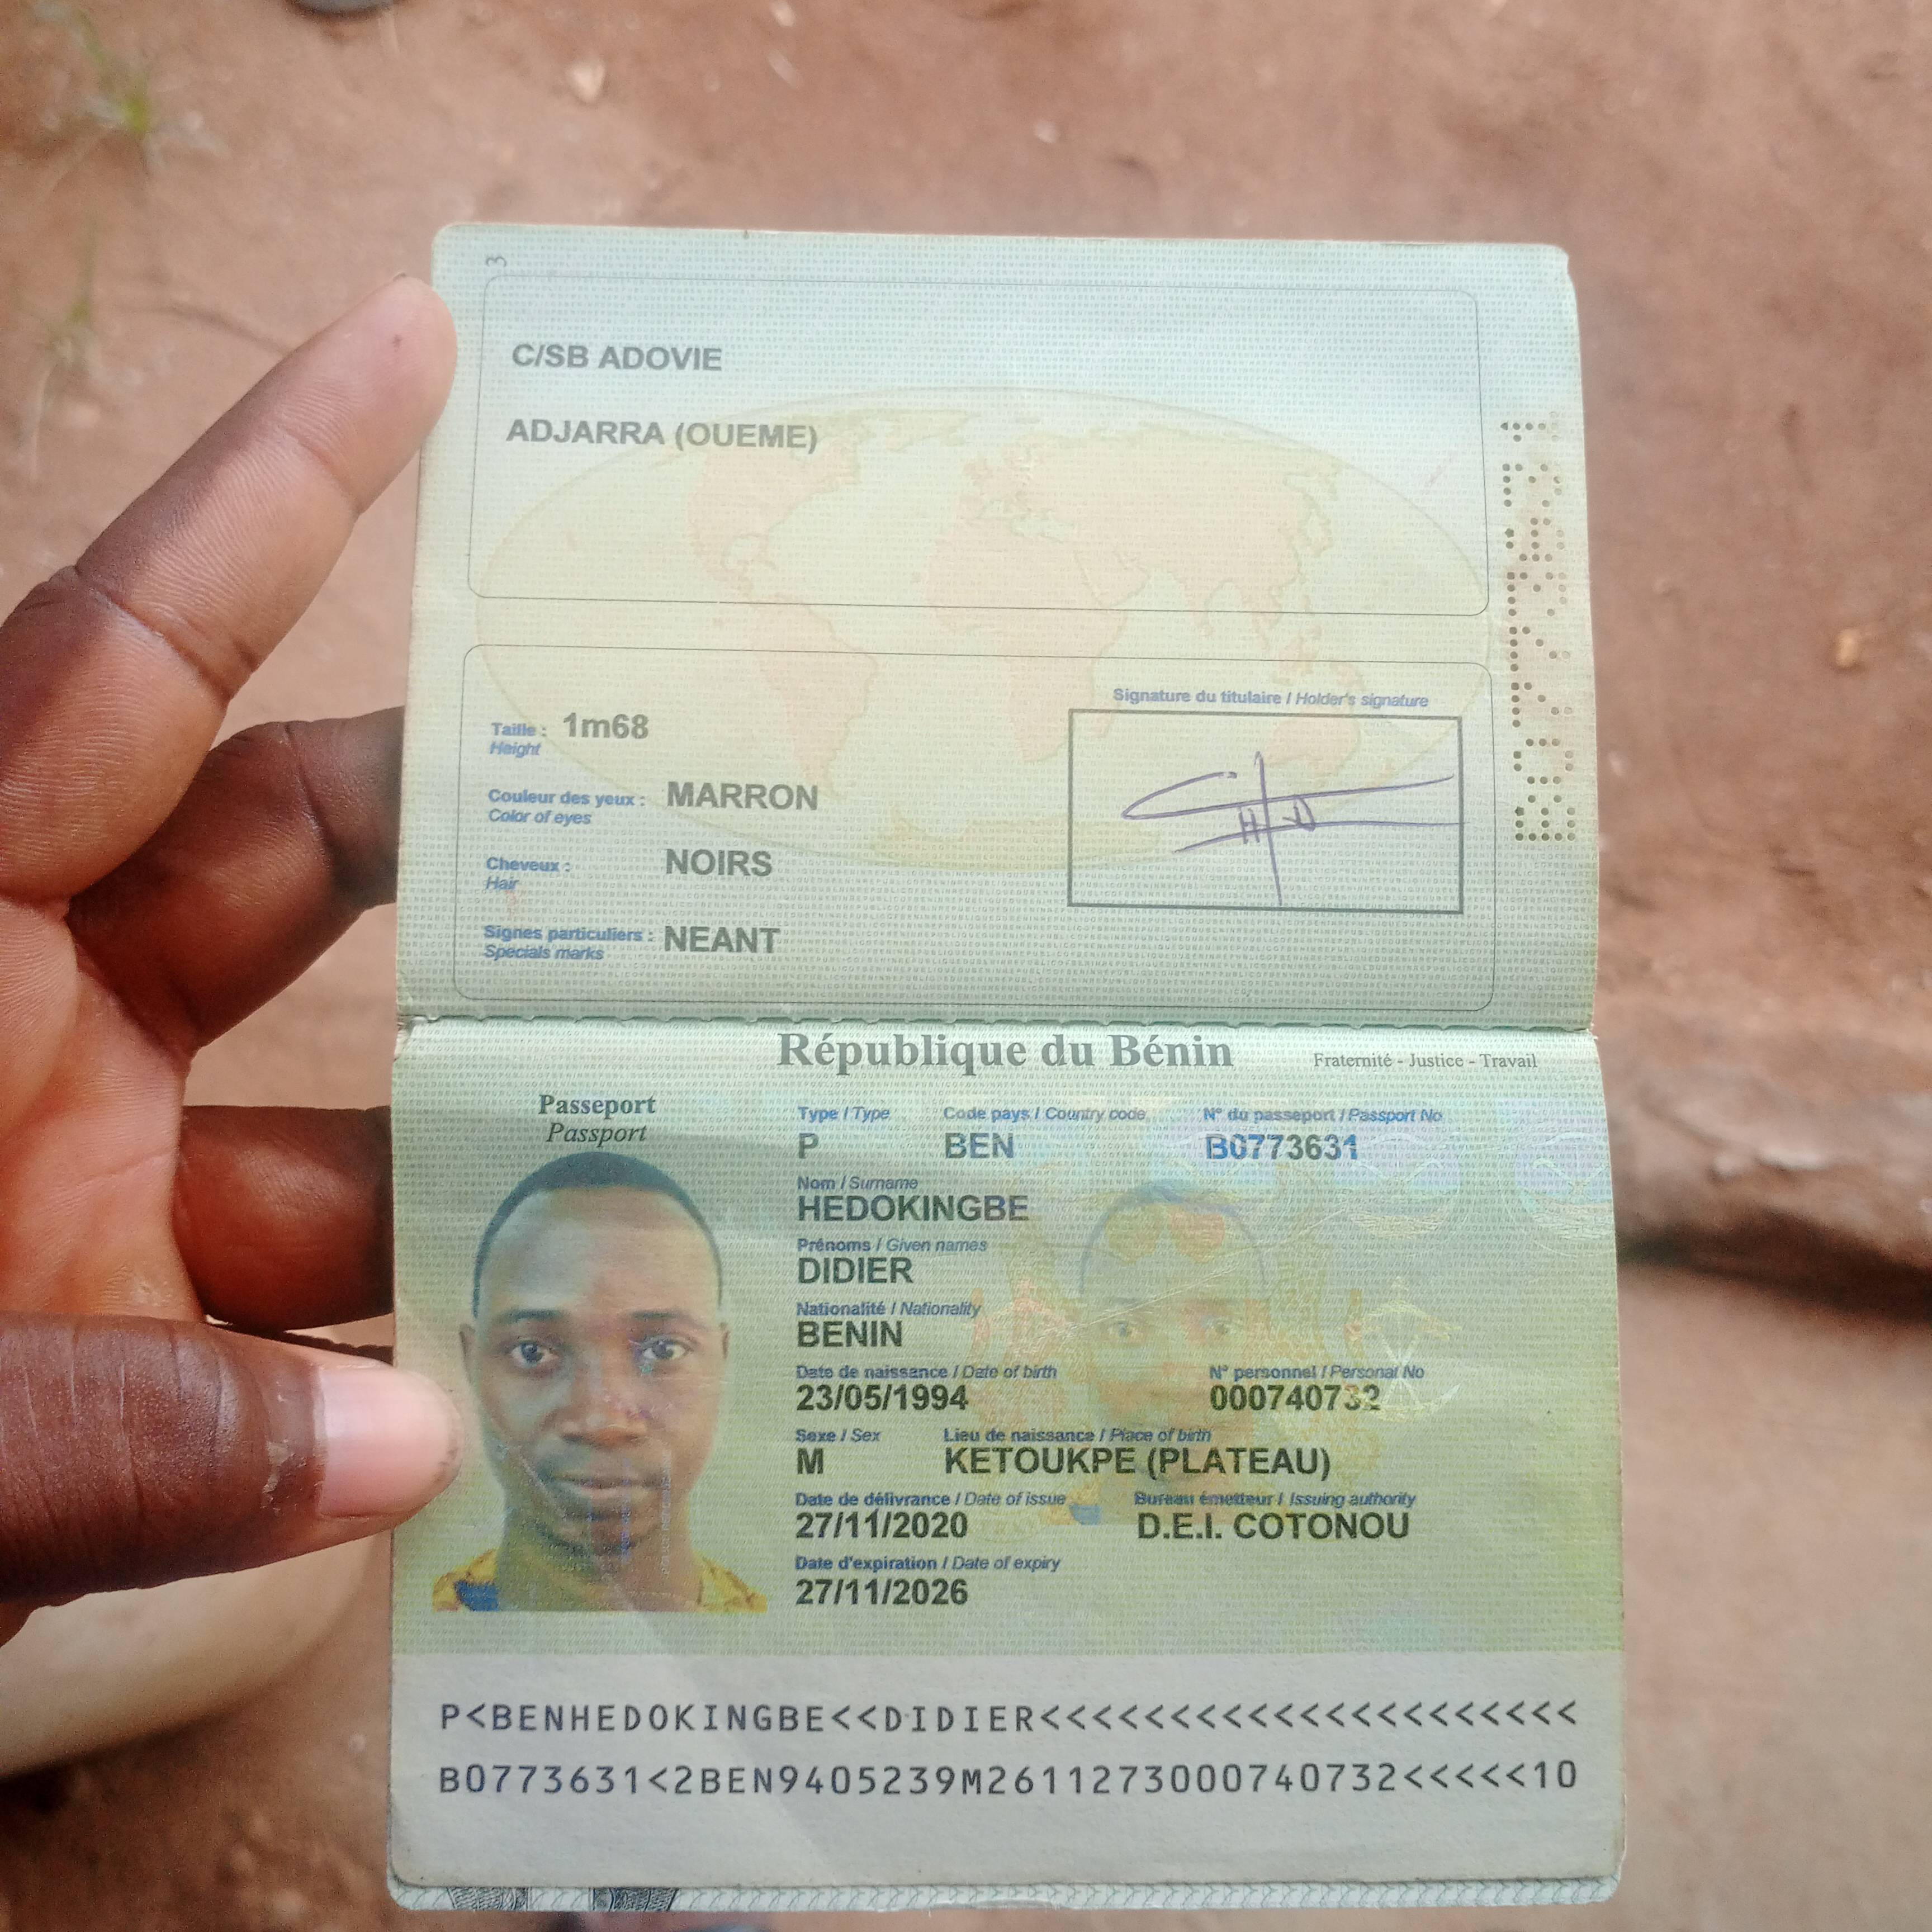 3
C/SB ADOVIE
ADJARRA (OUEME)
B0773631
Signature du titulaire / Holder's signature
Taille : 1m68
Height
Couleur des yeux : MARRON
Color of eyes
Cheveux : NOIRS
Hair
Signes particuliers : NEANT
Specials marks
République du Bénin Fraternité - Justice - Travail
Passeport
Passport
Type / Type Code pays / Country code N° du passeport / Passport No
P BEN B0773631
Nom / Surname
HEDOKINGBE
Prénoms / Given names
DIDIER
Nationalité / Nationality
BENIN
Date de naissance / Date of birth N° personnel / Personal No
23/05/1994 000740732
Sexe / Sex Lieu de naissance / Place of birth
M KETOUKPE (PLATEAU)
Date de délivrance / Date of issue Bureau émetteur / Issuing authority
27/11/2020 D.E.I. COTONOU
Date d'expiration / Date of expiry
27/11/2026
P<BENHEDOKINGBE<<DIDIER<<<<<<<<<<<<<<<<<<<<<
B0773631<2BEN9405239M2611273000740732<<<<<10